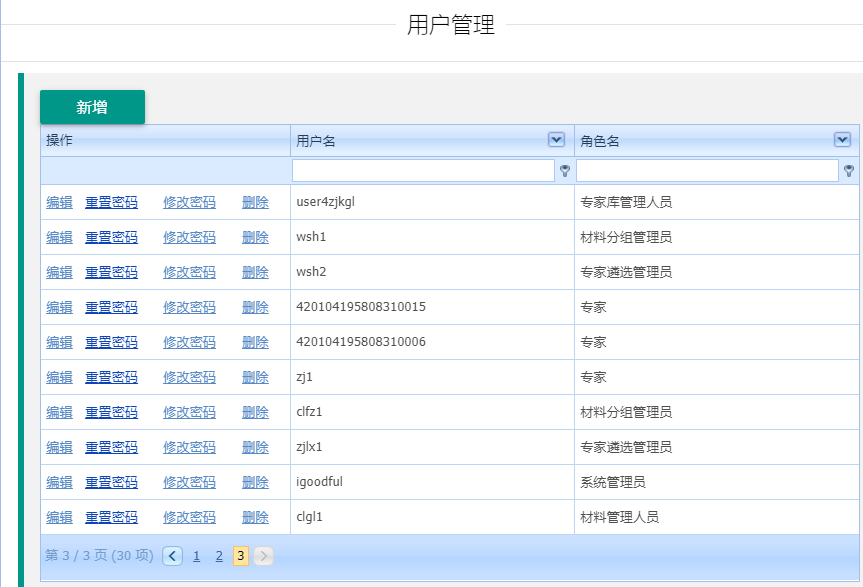 用户管理
新增
操作 用户名 角色名
编辑 重置密码 修改密码 删除 user4zjkgl 专家库管理人员
编辑 重置密码 修改密码 删除 wsh1 材料分组管理员
编辑 重置密码 修改密码 删除 wsh2 专家遴选管理员
编辑 重置密码 修改密码 删除 420104195808310015 专家
编辑 重置密码 修改密码 删除 420104195808310006 专家
编辑 重置密码 修改密码 删除 zj1 专家
编辑 重置密码 修改密码 删除 clfz1 材料分组管理员
编辑 重置密码 修改密码 删除 zjlx1 专家遴选管理员
编辑 重置密码 修改密码 删除 igoodful 系统管理员
编辑 重置密码 修改密码 删除 clgl1 材料管理人员
第 3 / 3 页 (30 项) < 1 2 3 >